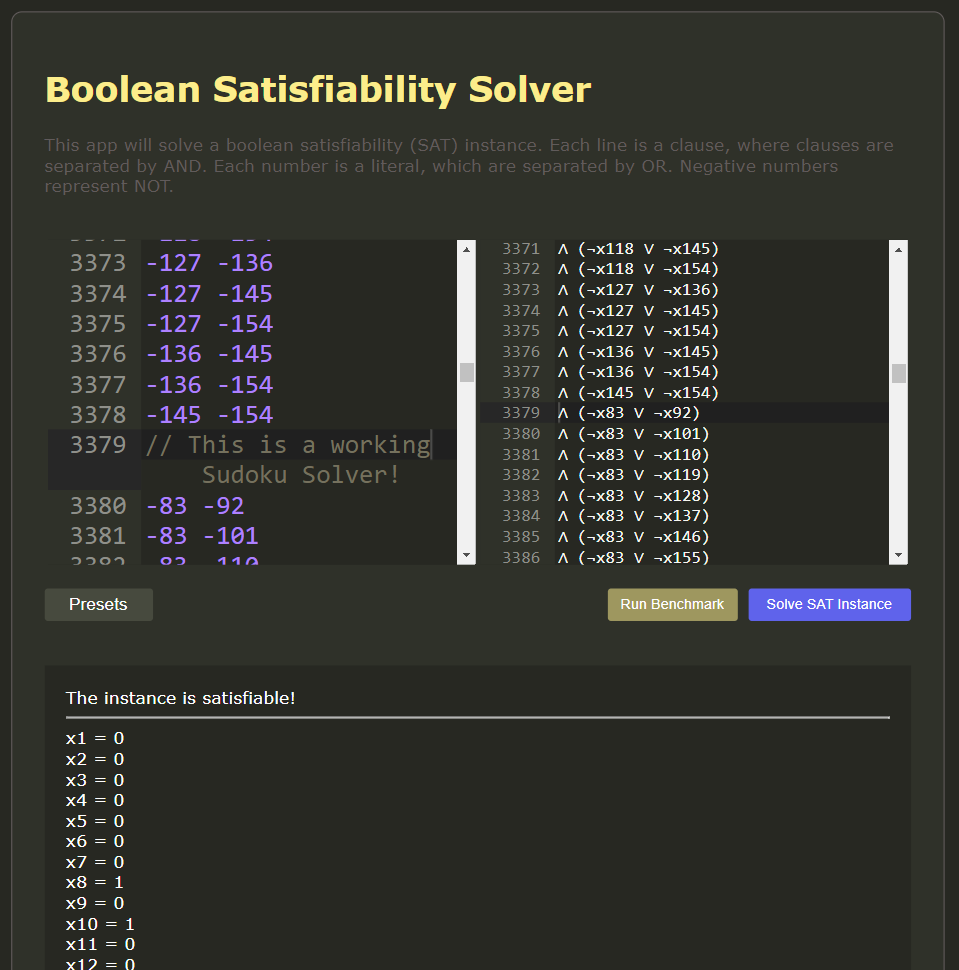 Boolean Satisfiability Solver
This app will solve a boolean satisfiability (SAT) instance. Each line is a clause, where clauses are
separated by AND. Each number is a literal, which are separated by OR. Negative numbers
represent NOT.
3373 -127 -136
3374 -127 -145
3375 -127 -154
3376 -136 -145
3377 -136 -154
3378 -145 -154
3379 // This is a working
Sudoku Solver!
3380 -83 -92
3381 -83 -101
3382 -83 -110
3371 ∧ (¬x118 ∨ ¬x145)
3372 ∧ (¬x118 ∨ ¬x154)
3373 ∧ (¬x127 ∨ ¬x136)
3374 ∧ (¬x127 ∨ ¬x145)
3375 ∧ (¬x127 ∨ ¬x154)
3376 ∧ (¬x136 ∨ ¬x145)
3377 ∧ (¬x136 ∨ ¬x154)
3378 ∧ (¬x145 ∨ ¬x154)
3379 ∧ (¬x83 ∨ ¬x92)
3380 ∧ (¬x83 ∨ ¬x101)
3381 ∧ (¬x83 ∨ ¬x110)
3382 ∧ (¬x83 ∨ ¬x119)
3383 ∧ (¬x83 ∨ ¬x128)
3384 ∧ (¬x83 ∨ ¬x137)
3385 ∧ (¬x83 ∨ ¬x146)
3386 ∧ (¬x83 ∨ ¬x155)
Presets
Run Benchmark
Solve SAT Instance
The instance is satisfiable!
x1 = 0
x2 = 0
x3 = 0
x4 = 0
x5 = 0
x6 = 0
x7 = 0
x8 = 1
x9 = 0
x10 = 1
x11 = 0
x12 = 0